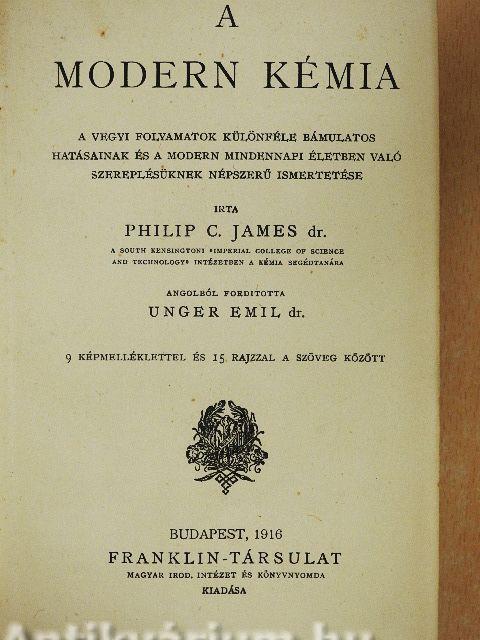 A
MODERN KÉMIA
A VEGYI FOLYAMATOK KÜLÖNFÉLE BÁMULATOS
HATÁSAINAK ÉS A MODERN MINDENNAPI ÉLETBEN VALÓ
SZEREPLÉSÜKNEK NÉPSZERŰ ISMERTETÉSE
IRTA
PHILIP C. JAMES dr.
A SOUTH KENSINGTONI »IMPERIAL COLLEGE OF SCIENCE
AND TECHNOLOGY« INTÉZETBEN A KÉMIA SEGÉDTANÁRA
ANGOLBÓL FORDITOTTA
UNGER EMIL dr.
9 KÉPMELLÉKLETTEL ÉS 15 RAJZZAL A SZÖVEG KÖZÖTT
BUDAPEST, 1916
FRANKLIN-TÁRSULAT
MAGYAR IROD. INTÉZET ÉS KÖNYVNYOMDA
KIADÁSA
Antikvárium.hu